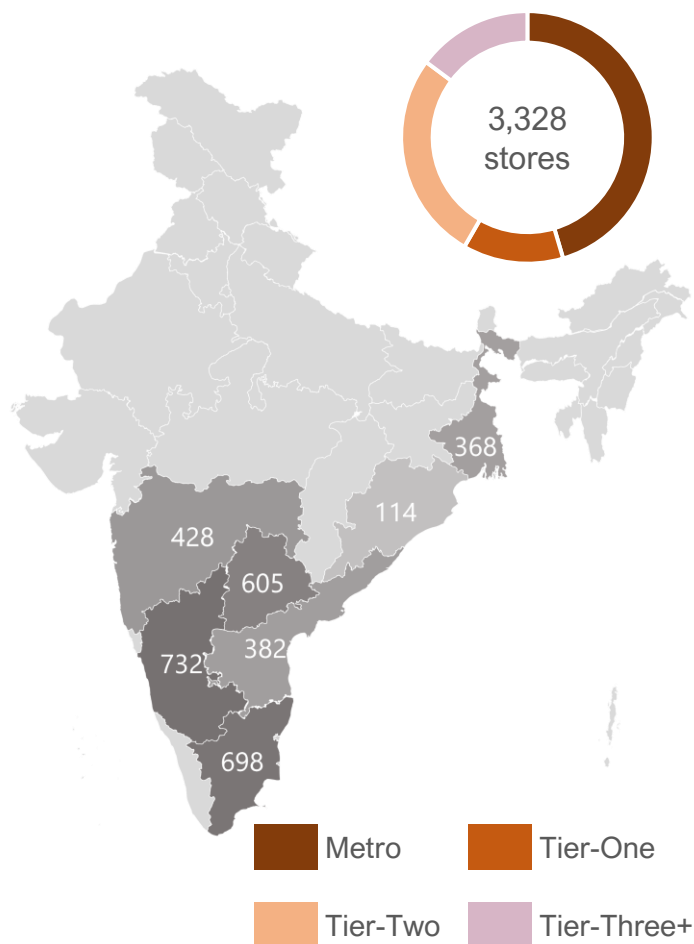 3,328
stores
368
114
428
605
382
732
698
Metro
Tier-One
Tier-Two
Tier-Three+